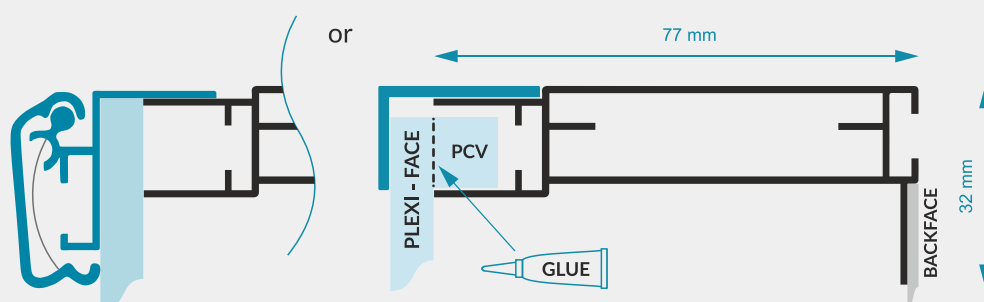 or
77 mm
PLEXI - FACE
PCV
GLUE
BACKFACE
32 mm